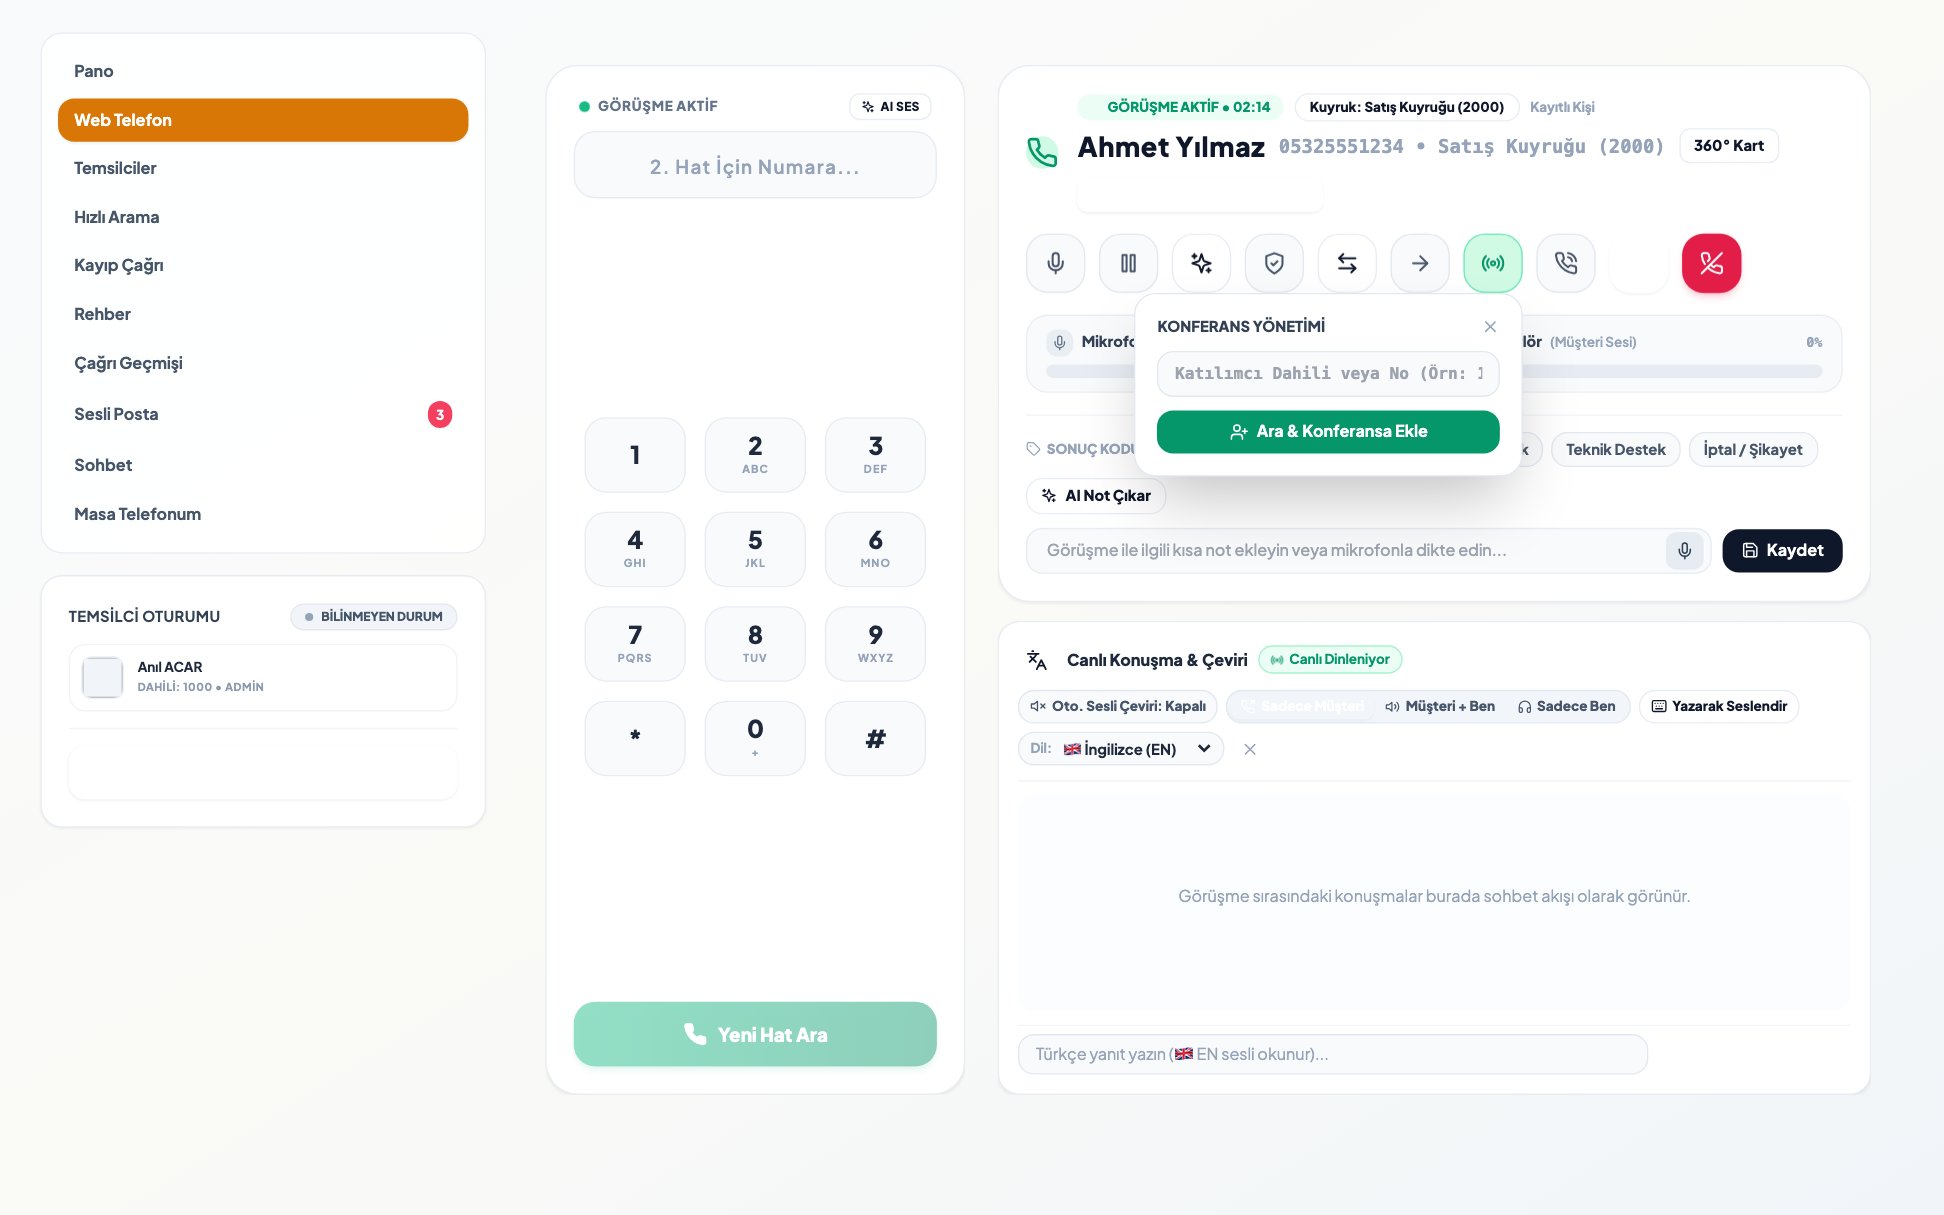 Pano
Web Telefon
Temsilciler
Hızlı Arama
Kayıp Çağrı
Rehber
Çağrı Geçmişi
Sesli Posta 3
Sohbet
Masa Telefonum
TEMSİLCİ OTURUMU BİLİNMEYEN DURUM
Anıl ACAR
DAHİLİ: 1000 • ADMİN
GÖRÜŞME AKTİF AI SES
2. Hat İçin Numara...
1 2 3
ABC DEF
4 5 6
GHI JKL MNO
7 8 9
PQRS TUV WXYZ
* 0 #
+
Yeni Hat Ara
GÖRÜŞME AKTİF • 02:14 Kuyruk: Satış Kuyruğu (2000) Kayıtlı Kişi
Ahmet Yılmaz 05325551234 • Satış Kuyruğu (2000) 360° Kart
KONFERANS YÖNETİMİ
Katılımcı Dahili veya No (Örn: 1
Ara & Konferansa Ekle
Mikrofo lör (Müşteri Sesi) 0%
SONUÇ KODU k Teknik Destek İptal / Şikayet
AI Not Çıkar
Görüşme ile ilgili kısa not ekleyin veya mikrofonla dikte edin... Kaydet
Canlı Konuşma & Çeviri Canlı Dinleniyor
Oto. Sesli Çeviri: Kapalı Sadece Müşteri Müşteri + Ben Sadece Ben Yazarak Seslendir
Dil: 🇬🇧 İngilizce (EN)
Görüşme sırasındaki konuşmalar burada sohbet akışı olarak görünür.
Türkçe yanıt yazın (🇬🇧 EN sesli okunur)...